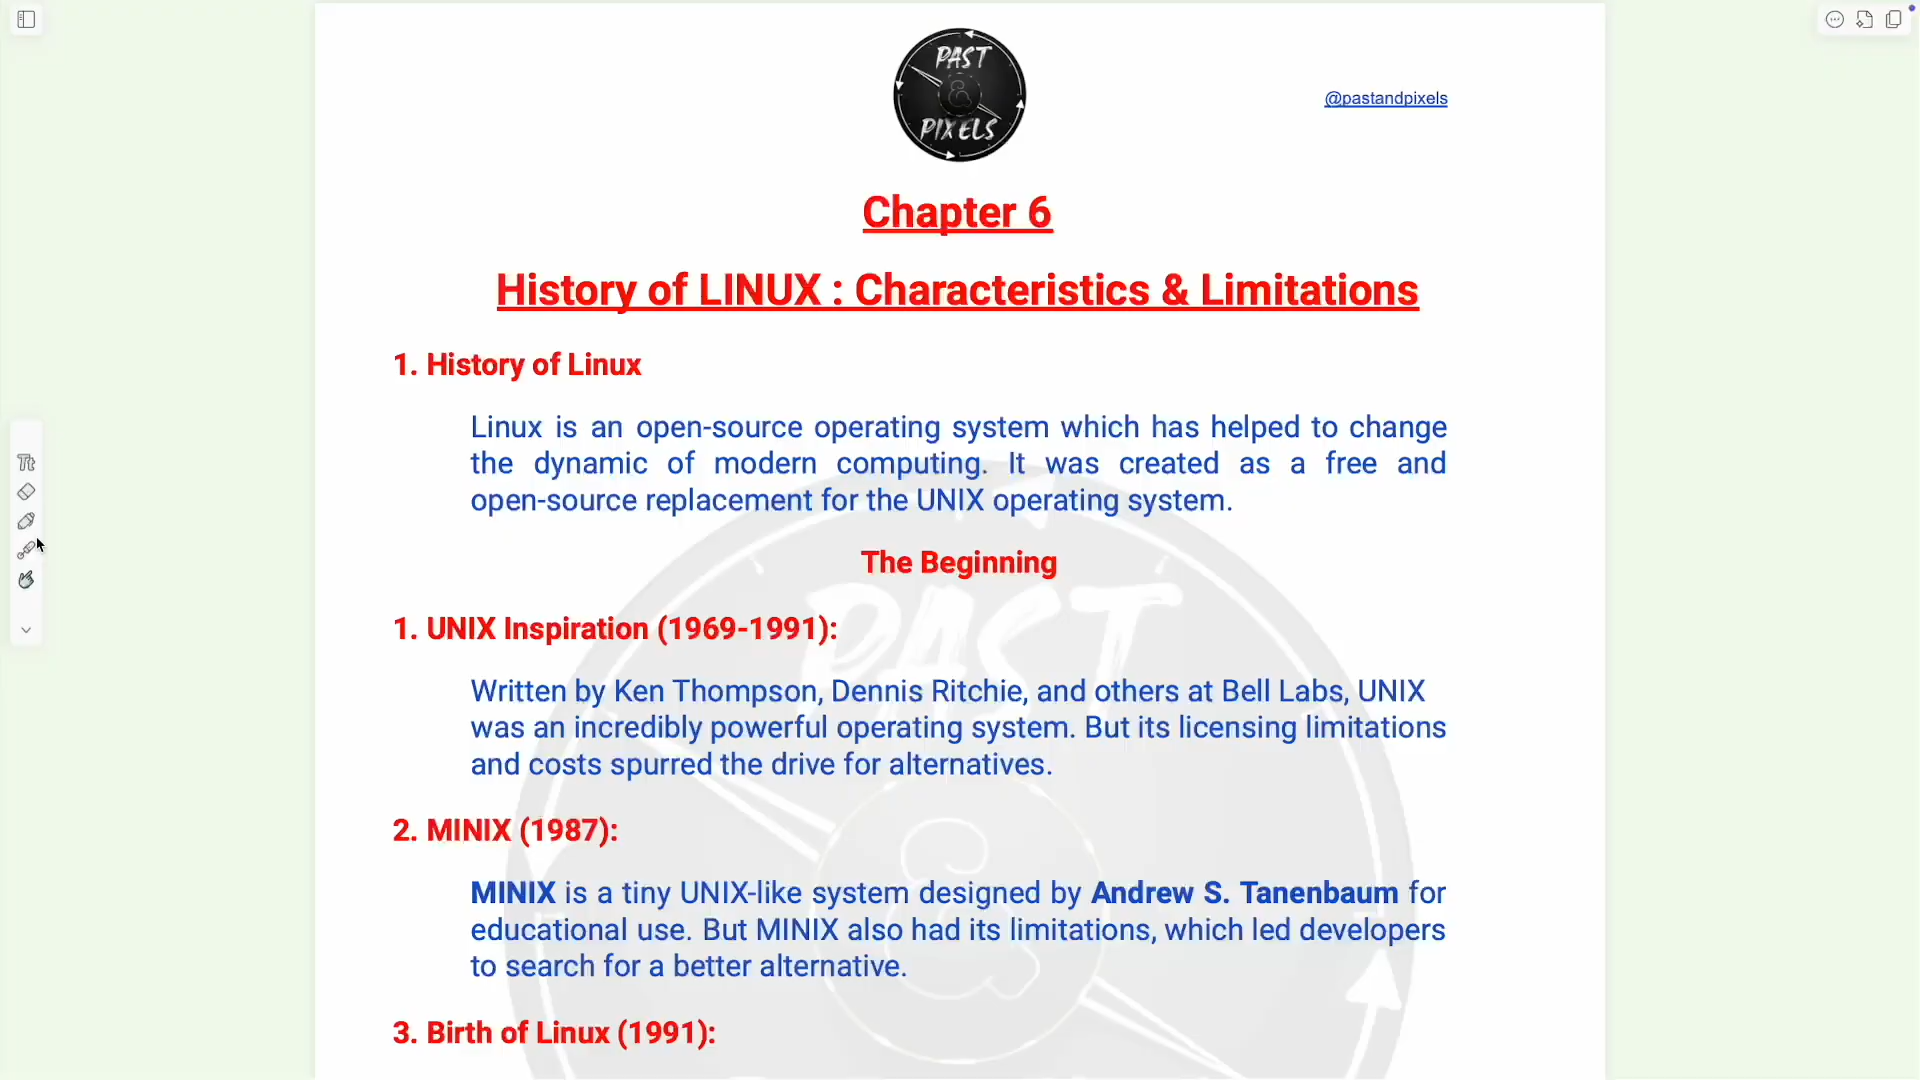 PAST
&
PIXELS
@pastandpixels
Chapter 6
History of LINUX : Characteristics & Limitations
1. History of Linux
Linux is an open-source operating system which has helped to change
the dynamic of modern computing. It was created as a free and
open-source replacement for the UNIX operating system.
The Beginning
1. UNIX Inspiration (1969-1991):
Written by Ken Thompson, Dennis Ritchie, and others at Bell Labs, UNIX
was an incredibly powerful operating system. But its licensing limitations
and costs spurred the drive for alternatives.
2. MINIX (1987):
MINIX is a tiny UNIX-like system designed by Andrew S. Tanenbaum for
educational use. But MINIX also had its limitations, which led developers
to search for a better alternative.
3. Birth of Linux (1991):
PAST
&
Tt